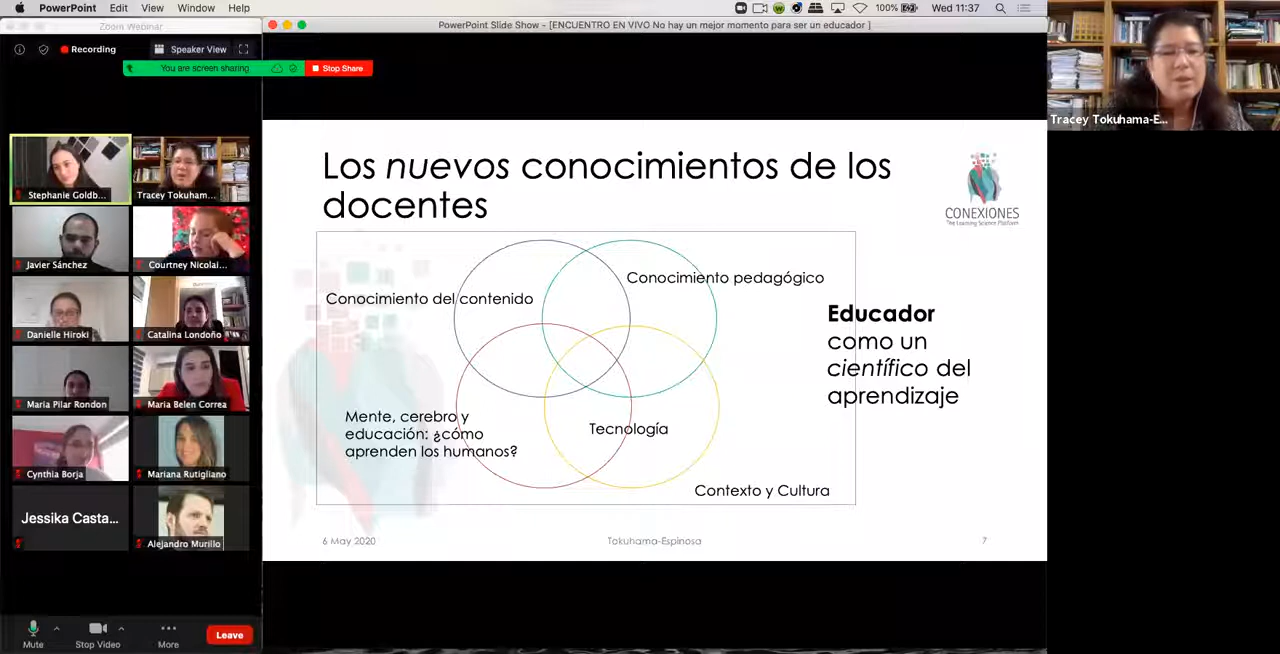 PowerPoint Edit View Window Help
100%
Wed 11:37
Zoom Webinar
PowerPoint Slide Show - [ENCUENTRO EN VIVO No hay un mejor momento para ser un educador ]
Recording
Speaker View
You are screen sharing
Stop Share
Stephanie Goldb...
Tracey Tokuham...
Javier Sánchez
Courtney Nicolai...
Danielle Hiroki
Catalina Londoño
Maria Pilar Rondon
Maria Belen Correa
Cynthia Borja
Mariana Rutigliano
Jessika Casta...
Alejandro Murillo
Mute
Stop Video
More
Leave
Los nuevos conocimientos de los
docentes
CONEXIONES
The Learning Science Platform
Conocimiento del contenido
Conocimiento pedagógico
Mente, cerebro y
educación: ¿cómo
aprenden los humanos?
Tecnología
Contexto y Cultura
Educador
como un
científico del
aprendizaje
6 May 2020
Tokuhama-Espinosa
7
Tracey Tokuhama-E...